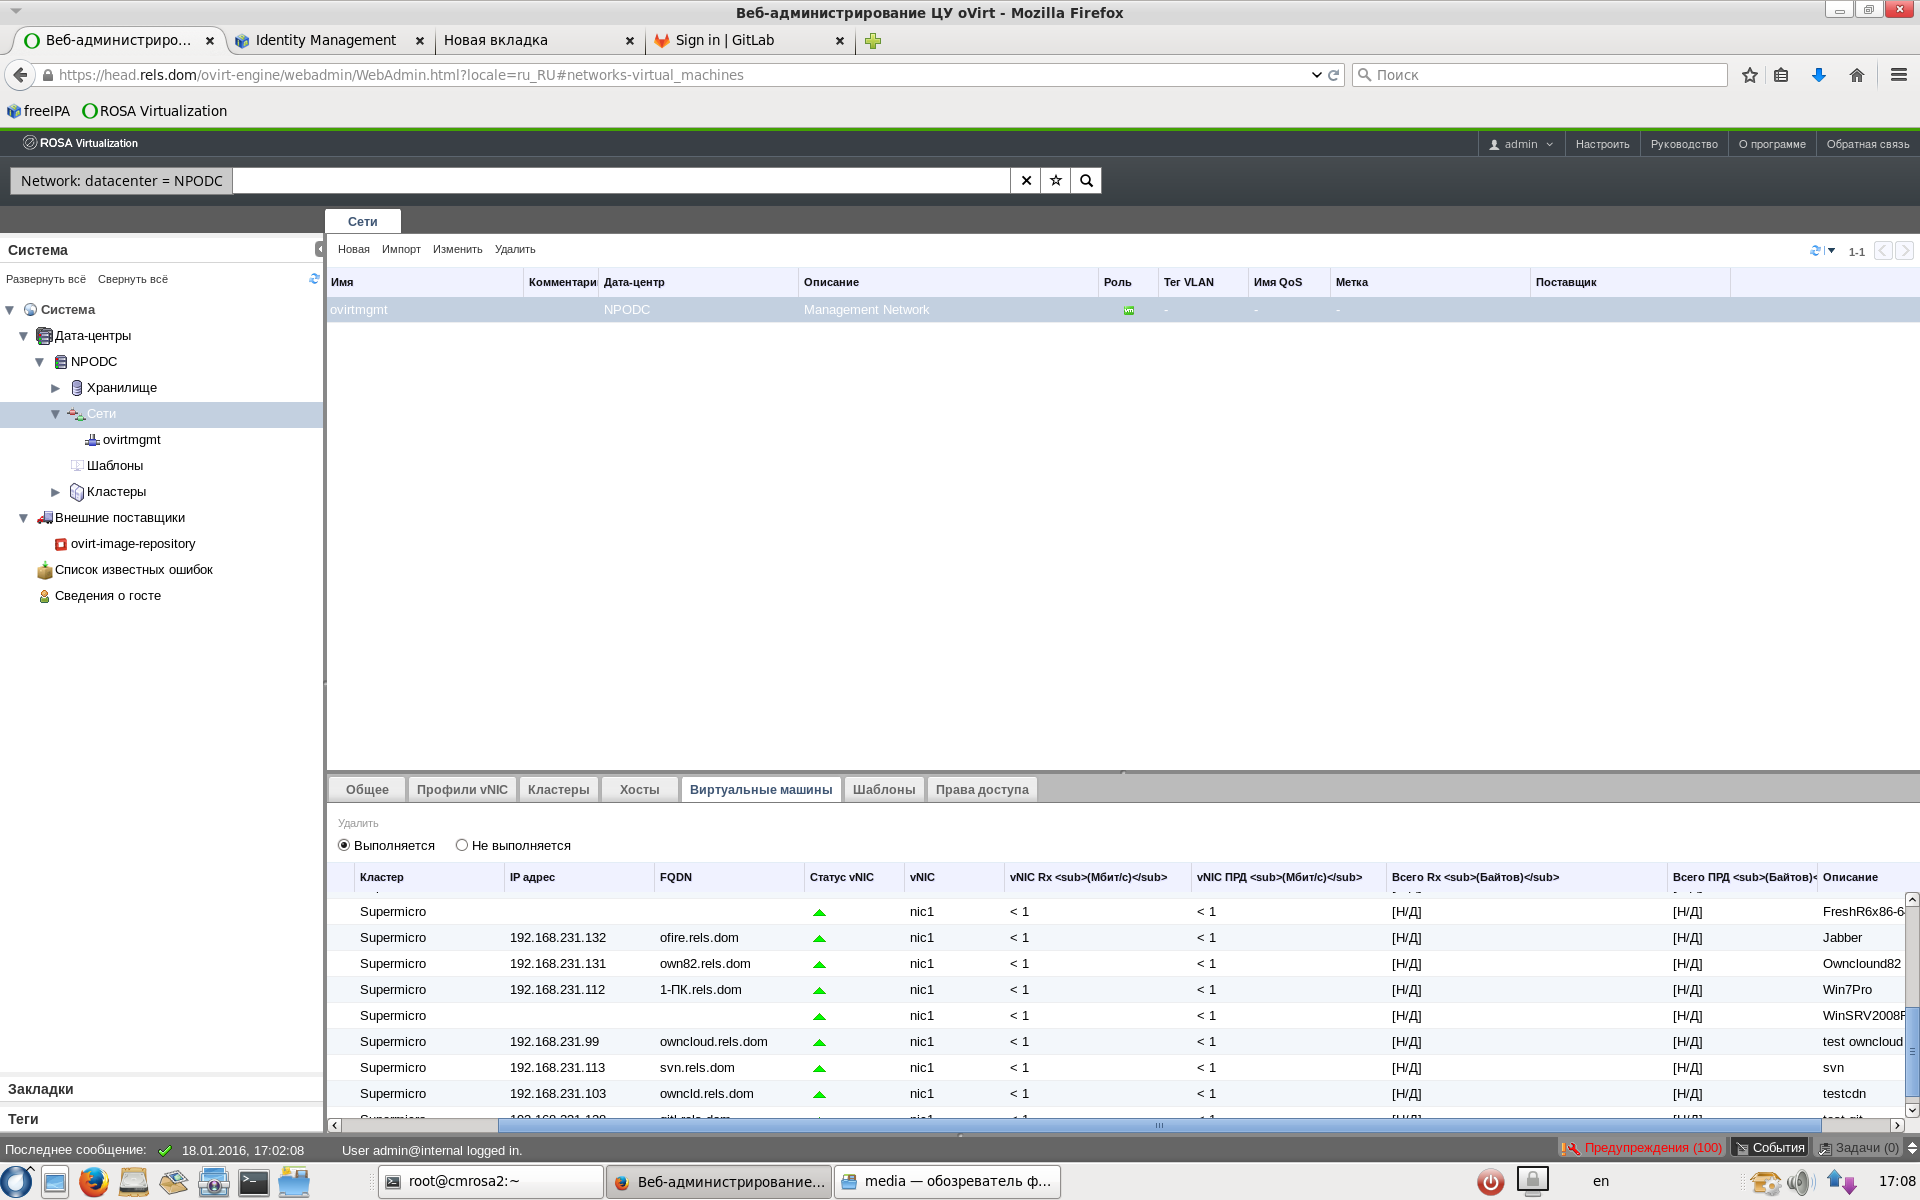 Веб-администрирование ЦУ oVirt - Mozilla Firefox
Веб-администриро... Identity Management Новая вкладка Sign in | GitLab
https://head.rels.dom/ovirt-engine/webadmin/WebAdmin.html?locale=ru_RU#networks-virtual_machines Поиск
freeIPA ROSA Virtualization
ROSA Virtualization admin Настроить Руководство О программе Обратная связь
Network: datacenter = NPODC
Сети
Система
Новая Импорт Изменить Удалить 1-1
Развернуть всё Свернуть всё
Имя Комментари Дата-центр Описание Роль Тег VLAN Имя QoS Метка Поставщик
ovirtmgmt NPODC Management Network - - -
Система
Дата-центры
NPODC
Хранилище
Сети
ovirtmgmt
Шаблоны
Кластеры
Внешние поставщики
ovirt-image-repository
Список известных ошибок
Сведения о госте
Общее Профили vNIC Кластеры Хосты Виртуальные машины Шаблоны Права доступа
Удалить
Выполняется Не выполняется
Кластер IP адрес FQDN Статус vNIC vNIC vNIC Rx <sub>(Мбит/с)</sub> vNIC ПРД <sub>(Мбит/с)</sub> Всего Rx <sub>(Байтов)</sub> Всего ПРД <sub>(Байтов)< Описание
Supermicro nic1 < 1 < 1 [Н/Д] [Н/Д] FreshR6x86-6
Supermicro 192.168.231.132 ofire.rels.dom nic1 < 1 < 1 [Н/Д] [Н/Д] Jabber
Supermicro 192.168.231.131 own82.rels.dom nic1 < 1 < 1 [Н/Д] [Н/Д] Ownclound82
Supermicro 192.168.231.112 1-ПК.rels.dom nic1 < 1 < 1 [Н/Д] [Н/Д] Win7Pro
Supermicro nic1 < 1 < 1 [Н/Д] [Н/Д] WinSRV2008R
Supermicro 192.168.231.99 owncloud.rels.dom nic1 < 1 < 1 [Н/Д] [Н/Д] test owncloud
Supermicro 192.168.231.113 svn.rels.dom nic1 < 1 < 1 [Н/Д] [Н/Д] svn
Supermicro 192.168.231.103 owncld.rels.dom nic1 < 1 < 1 [Н/Д] [Н/Д] testcdn
Закладки
Теги
Последнее сообщение: 18.01.2016, 17:02:08 User admin@internal logged in. Предупреждения (100) События Задачи (0)
root@cmrosa2:~ Веб-администрирование... media — обозреватель ф... en 17:08